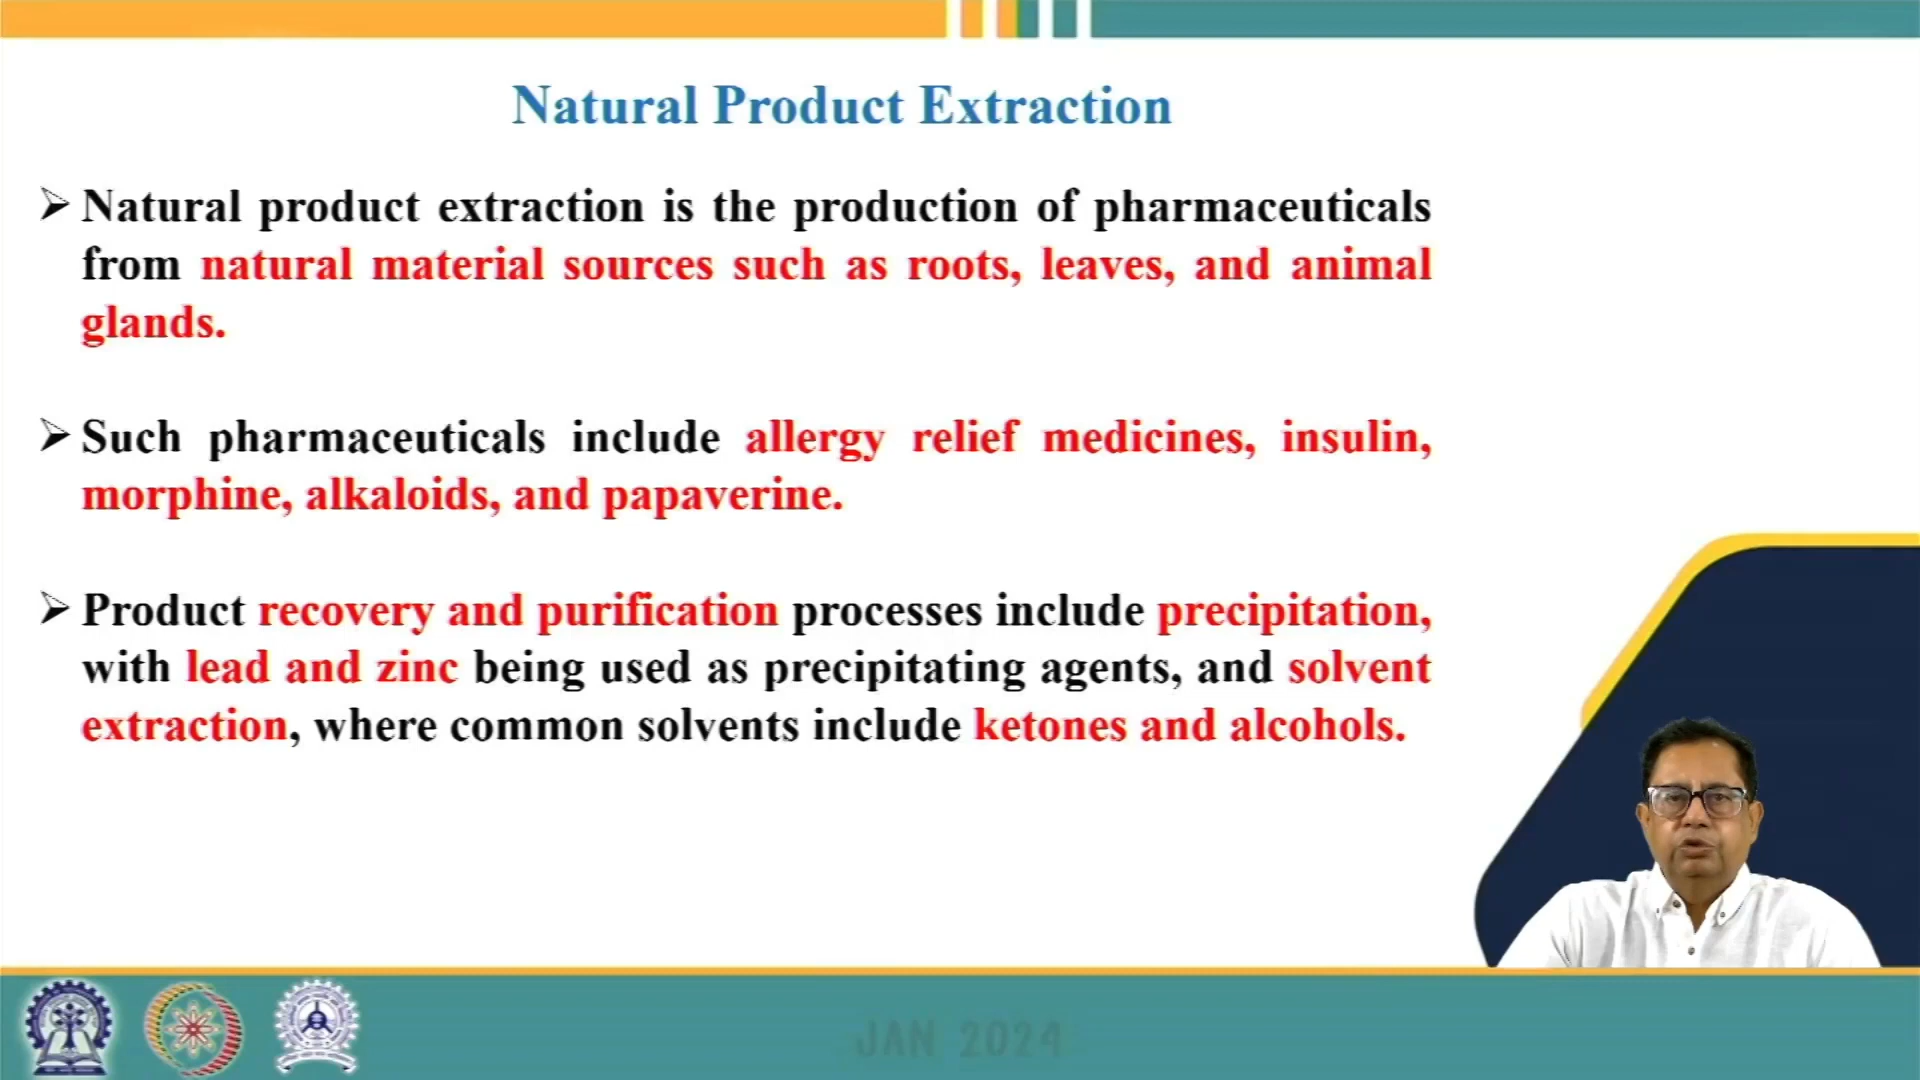 Natural Product Extraction
Natural product extraction is the production of pharmaceuticals
from natural material sources such as roots, leaves, and animal
glands.
Such pharmaceuticals include allergy relief medicines, insulin,
morphine, alkaloids, and papaverine.
Product recovery and purification processes include precipitation,
with lead and zinc being used as precipitating agents, and solvent
extraction, where common solvents include ketones and alcohols.
JAN 2024